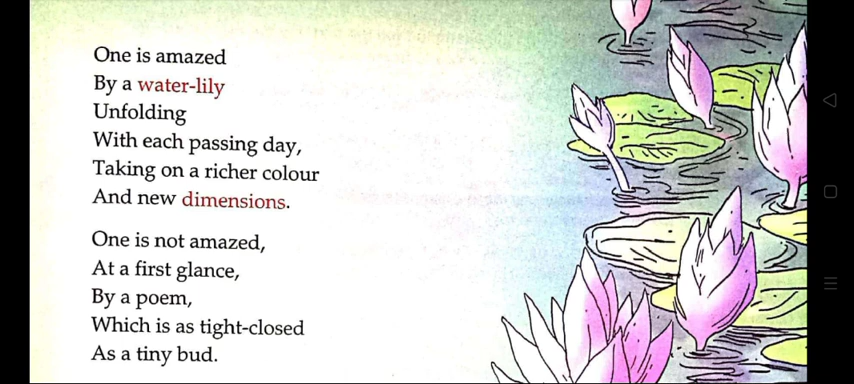 One is amazed
By a water-lily
Unfolding
With each passing day,
Taking on a richer colour
And new dimensions.
One is not amazed,
At a first glance,
By a poem,
Which is as tight-closed
As a tiny bud.